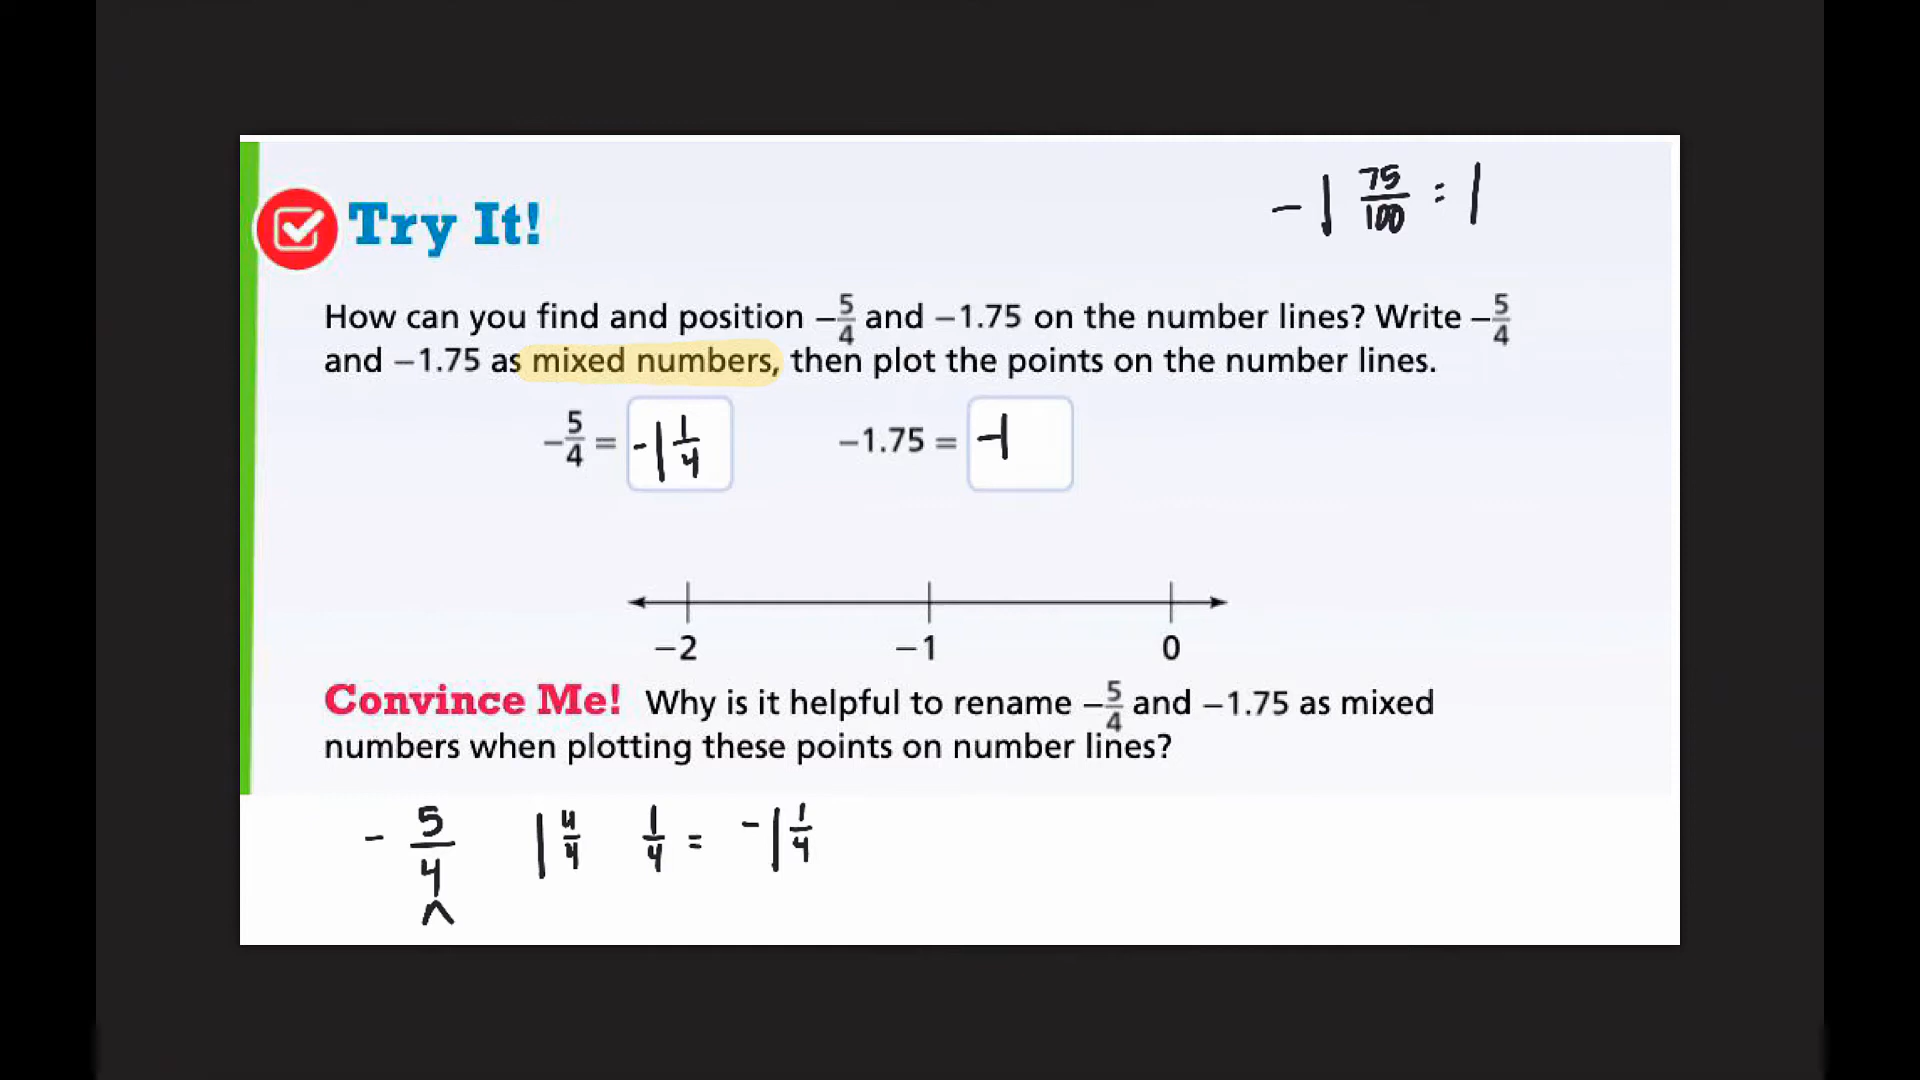 -1 75/100 = 1
Try It!
How can you find and position −5/4 and −1.75 on the number lines? Write −5/4
and −1.75 as mixed numbers, then plot the points on the number lines.
−5/4 = -1 1/4 −1.75 = -1
−2 −1 0
Convince Me! Why is it helpful to rename −5/4 and −1.75 as mixed
numbers when plotting these points on number lines?
- 5/4 1 4/4 1/4 = -1 1/4